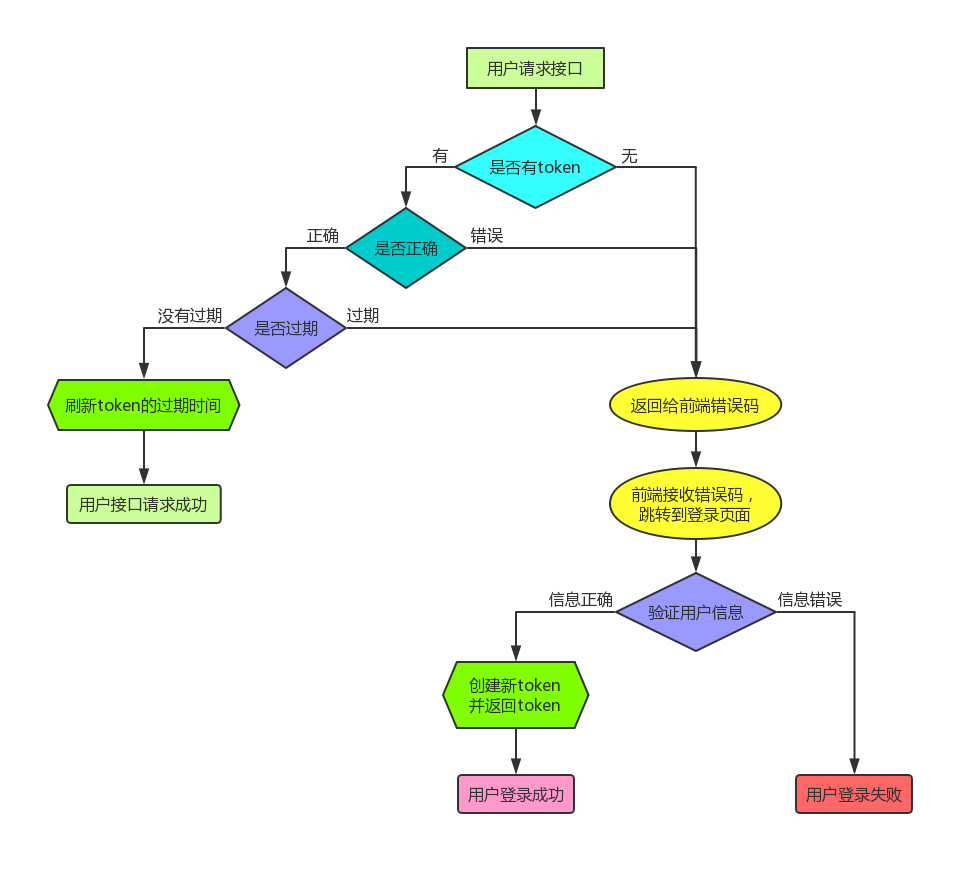 用户请求接口
是否有token
有
无
是否正确
正确
错误
是否过期
没有过期
过期
刷新token的过期时间
返回给前端错误码
用户接口请求成功
前端接收错误码，
跳转到登录页面
验证用户信息
信息正确
信息错误
创建新token
并返回token
用户登录成功
用户登录失败